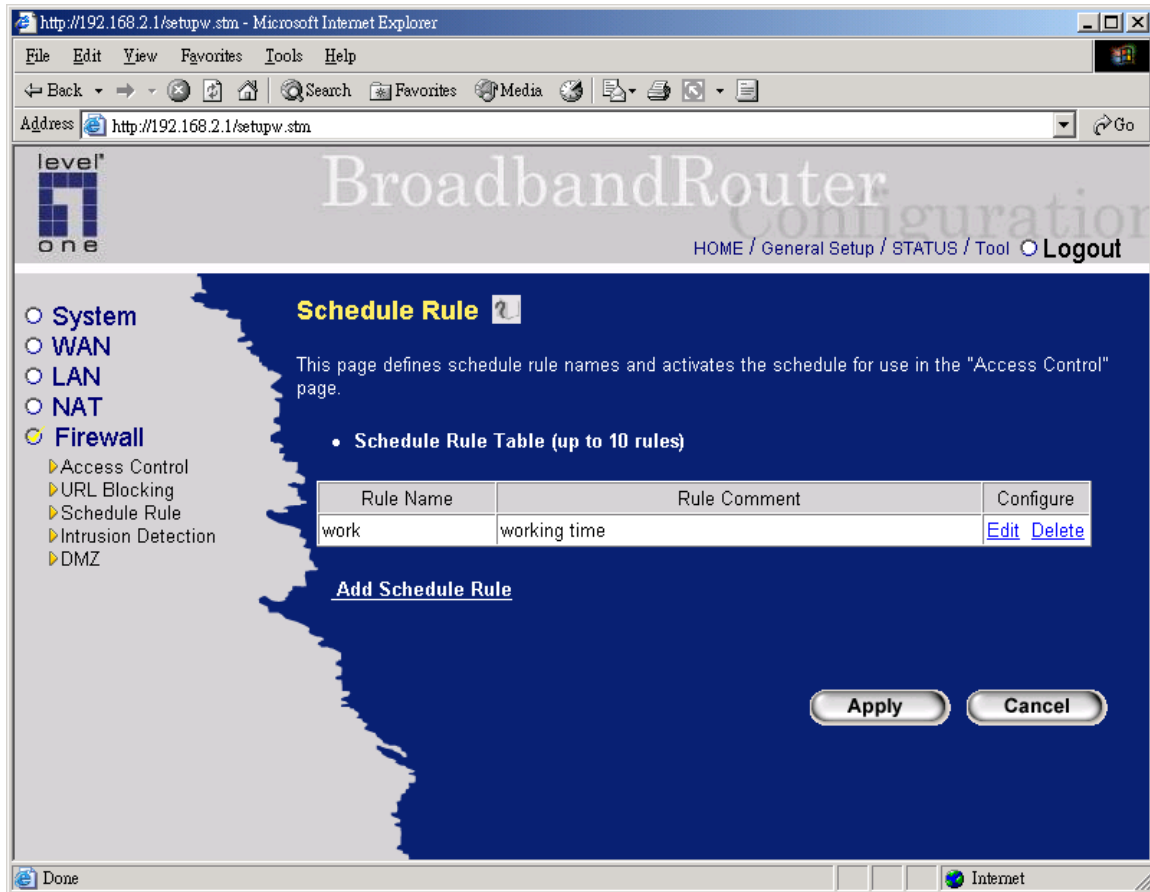 http://192.168.2.1/setupw.stm - Microsoft Internet Explorer
File Edit View Favorites Tools Help
Back Search Favorites Media
Address http://192.168.2.1/setupw.stm Go
level
one
BroadbandRouter
Configuration
HOME / General Setup / STATUS / Tool Logout
System
WAN
LAN
NAT
Firewall
Access Control
URL Blocking
Schedule Rule
Intrusion Detection
DMZ
Schedule Rule
This page defines schedule rule names and activates the schedule for use in the "Access Control"
page.
• Schedule Rule Table (up to 10 rules)
Rule Name Rule Comment Configure
work working time Edit Delete
Add Schedule Rule
Apply Cancel
Done Internet